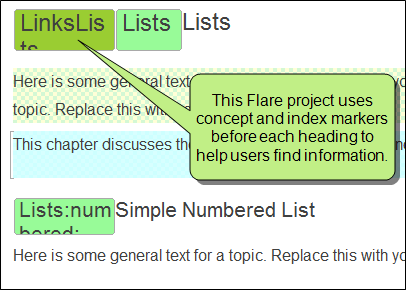 LinksLis Lists Lists
ts
Here is some general text
topic. Replace this wit
This chapter discusses the
This Flare project uses
concept and index markers
before each heading to
help users find information.
Lists:num Simple Numbered List
bered:
Here is some general text for a topic. Replace this with yo